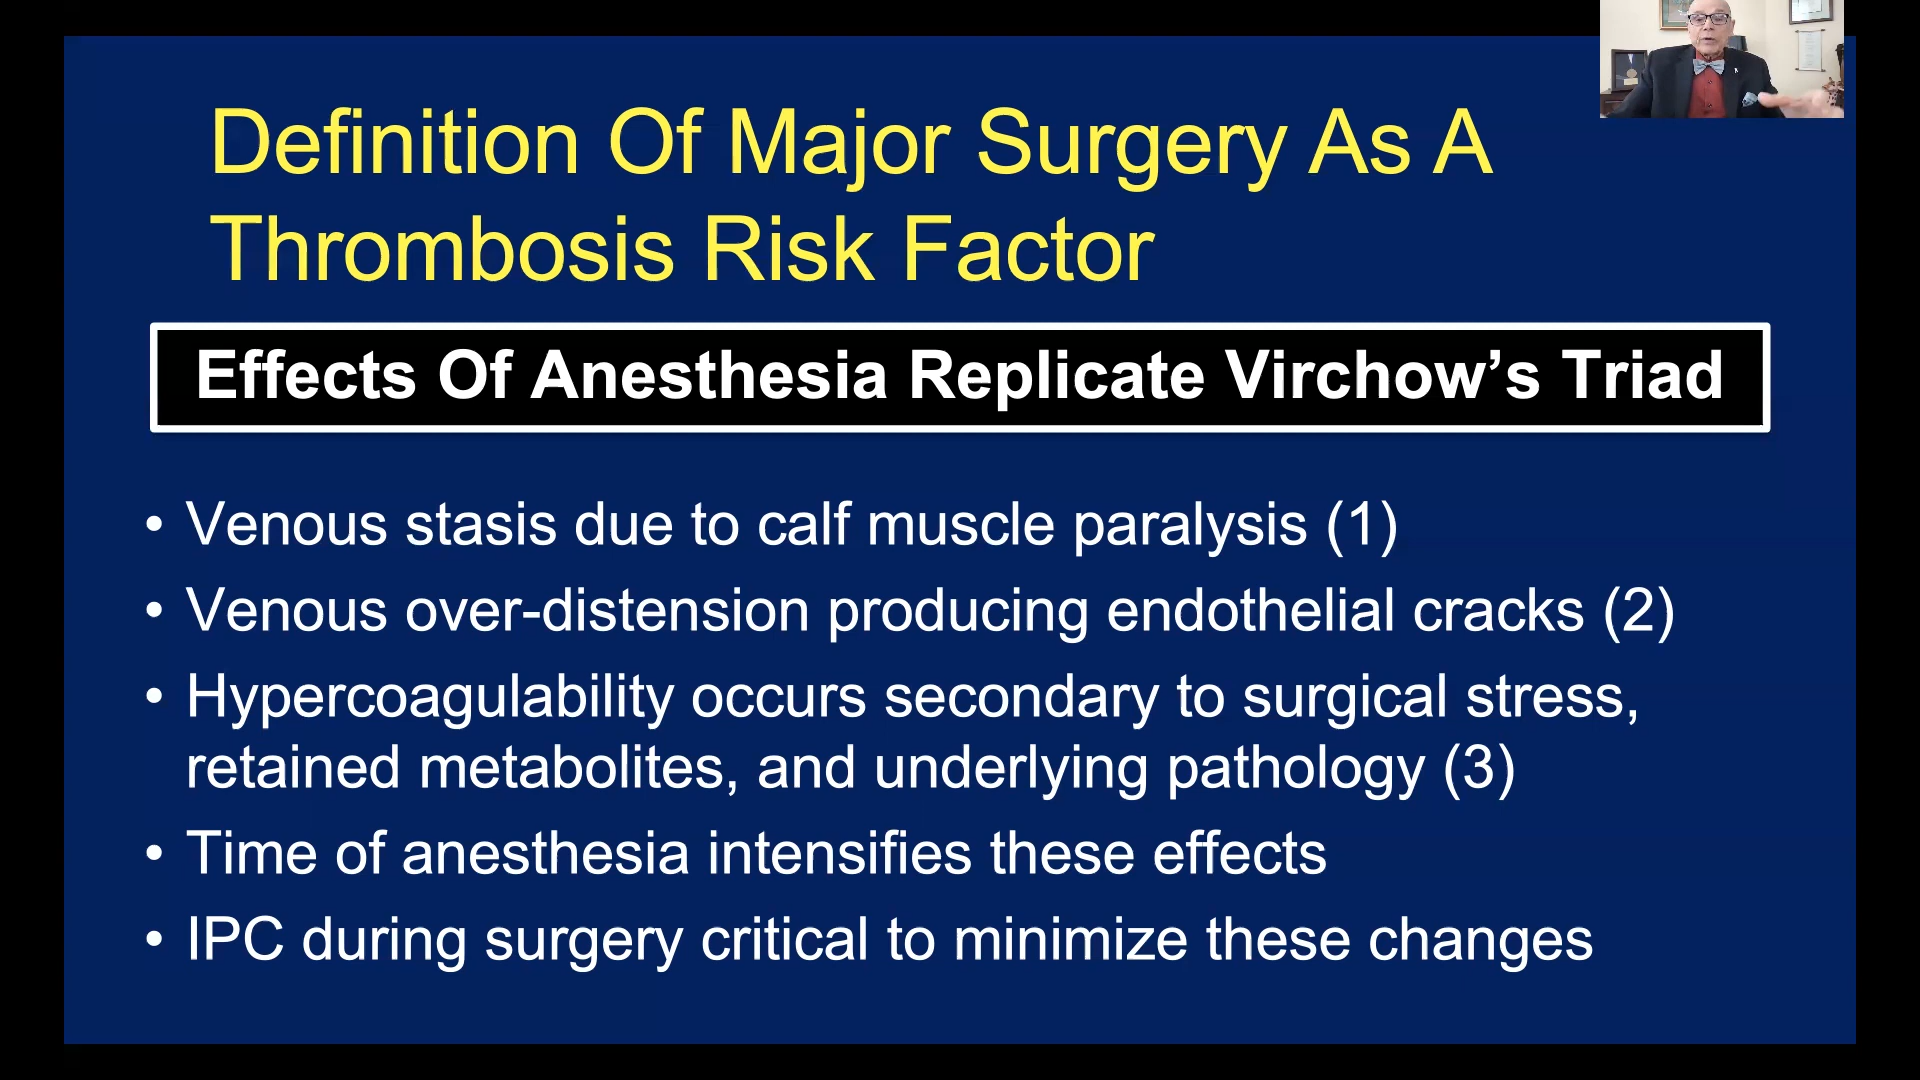 Definition Of Major Surgery As A
Thrombosis Risk Factor
Effects Of Anesthesia Replicate Virchow’s Triad
• Venous stasis due to calf muscle paralysis (1)
• Venous over-distension producing endothelial cracks (2)
• Hypercoagulability occurs secondary to surgical stress,
retained metabolites, and underlying pathology (3)
• Time of anesthesia intensifies these effects
• IPC during surgery critical to minimize these changes